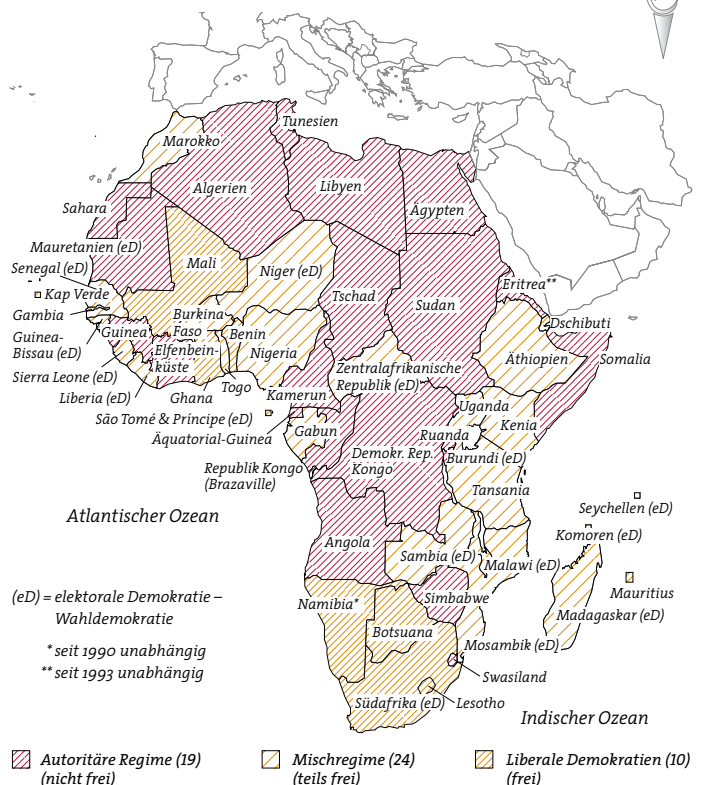 Tunesien
Marokko
Algerien
Libyen
Ägypten
Sahara
Mauretanien (eD)
Senegal (eD)
Mali
Niger (eD)
Kap Verde
Tschad
Sudan
Eritrea**
Gambia
Burkina
Faso
Benin
Dschibuti
Guinea-
Bissau (eD)
Guinea
Elfenbein-
küste
Nigeria
Äthiopien
Somalia
Zentralafrikanische
Republik (eD)
Sierra Leone (eD)
Liberia (eD)
Ghana
Togo
Kamerun
São Tomé & Príncipe (eD)
Äquatorial-Guinea
Gabun
Uganda
Kenia
Ruanda
Demokr. Rep.
Kongo
Burundi (eD)
Republik Kongo
(Brazaville)
Tansania
Seychellen (eD)
Atlantischer Ozean
Komoren (eD)
Angola
Sambia (eD)
Malawi (eD)
Mauritius
Simbabwe
Namibia*
Madagaskar (eD)
Botsuana
Mosambik (eD)
(eD) = elektorale Demokratie –
Wahldemokratie
* seit 1990 unabhängig
** seit 1993 unabhängig
Swasiland
Südafrika (eD)
Lesotho
Indischer Ozean
Autoritäre Regime (19)
(nicht frei)
Mischregime (24)
(teils frei)
Liberale Demokratien (10)
(frei)